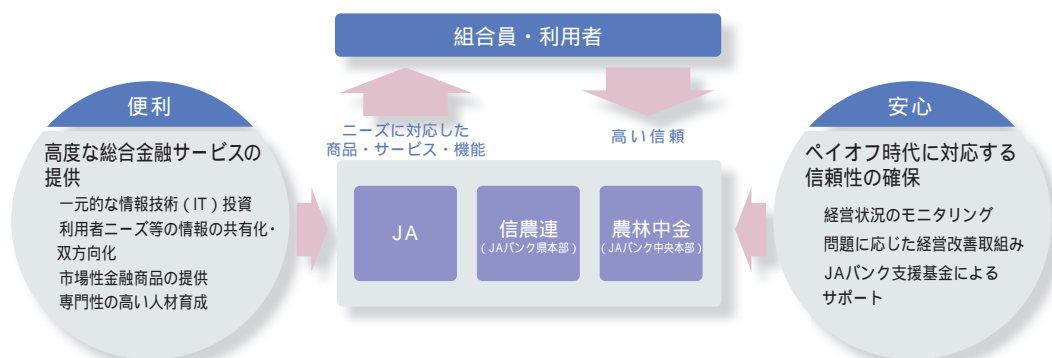 組合員・利用者
便利
高度な総合金融サービスの
提供
一元的な情報技術（IT）投資
利用者ニーズ等の情報の共有化・
双方向化
市場性金融商品の提供
専門性の高い人材育成
ニーズに対応した
商品・サービス・機能
高い信頼
JA
信農連
（JAバンク県本部）
農林中金
（JAバンク中央本部）
安心
ペイオフ時代に対応する
信頼性の確保
経営状況のモニタリング
問題に応じた経営改善取組み
JAバンク支援基金による
サポート